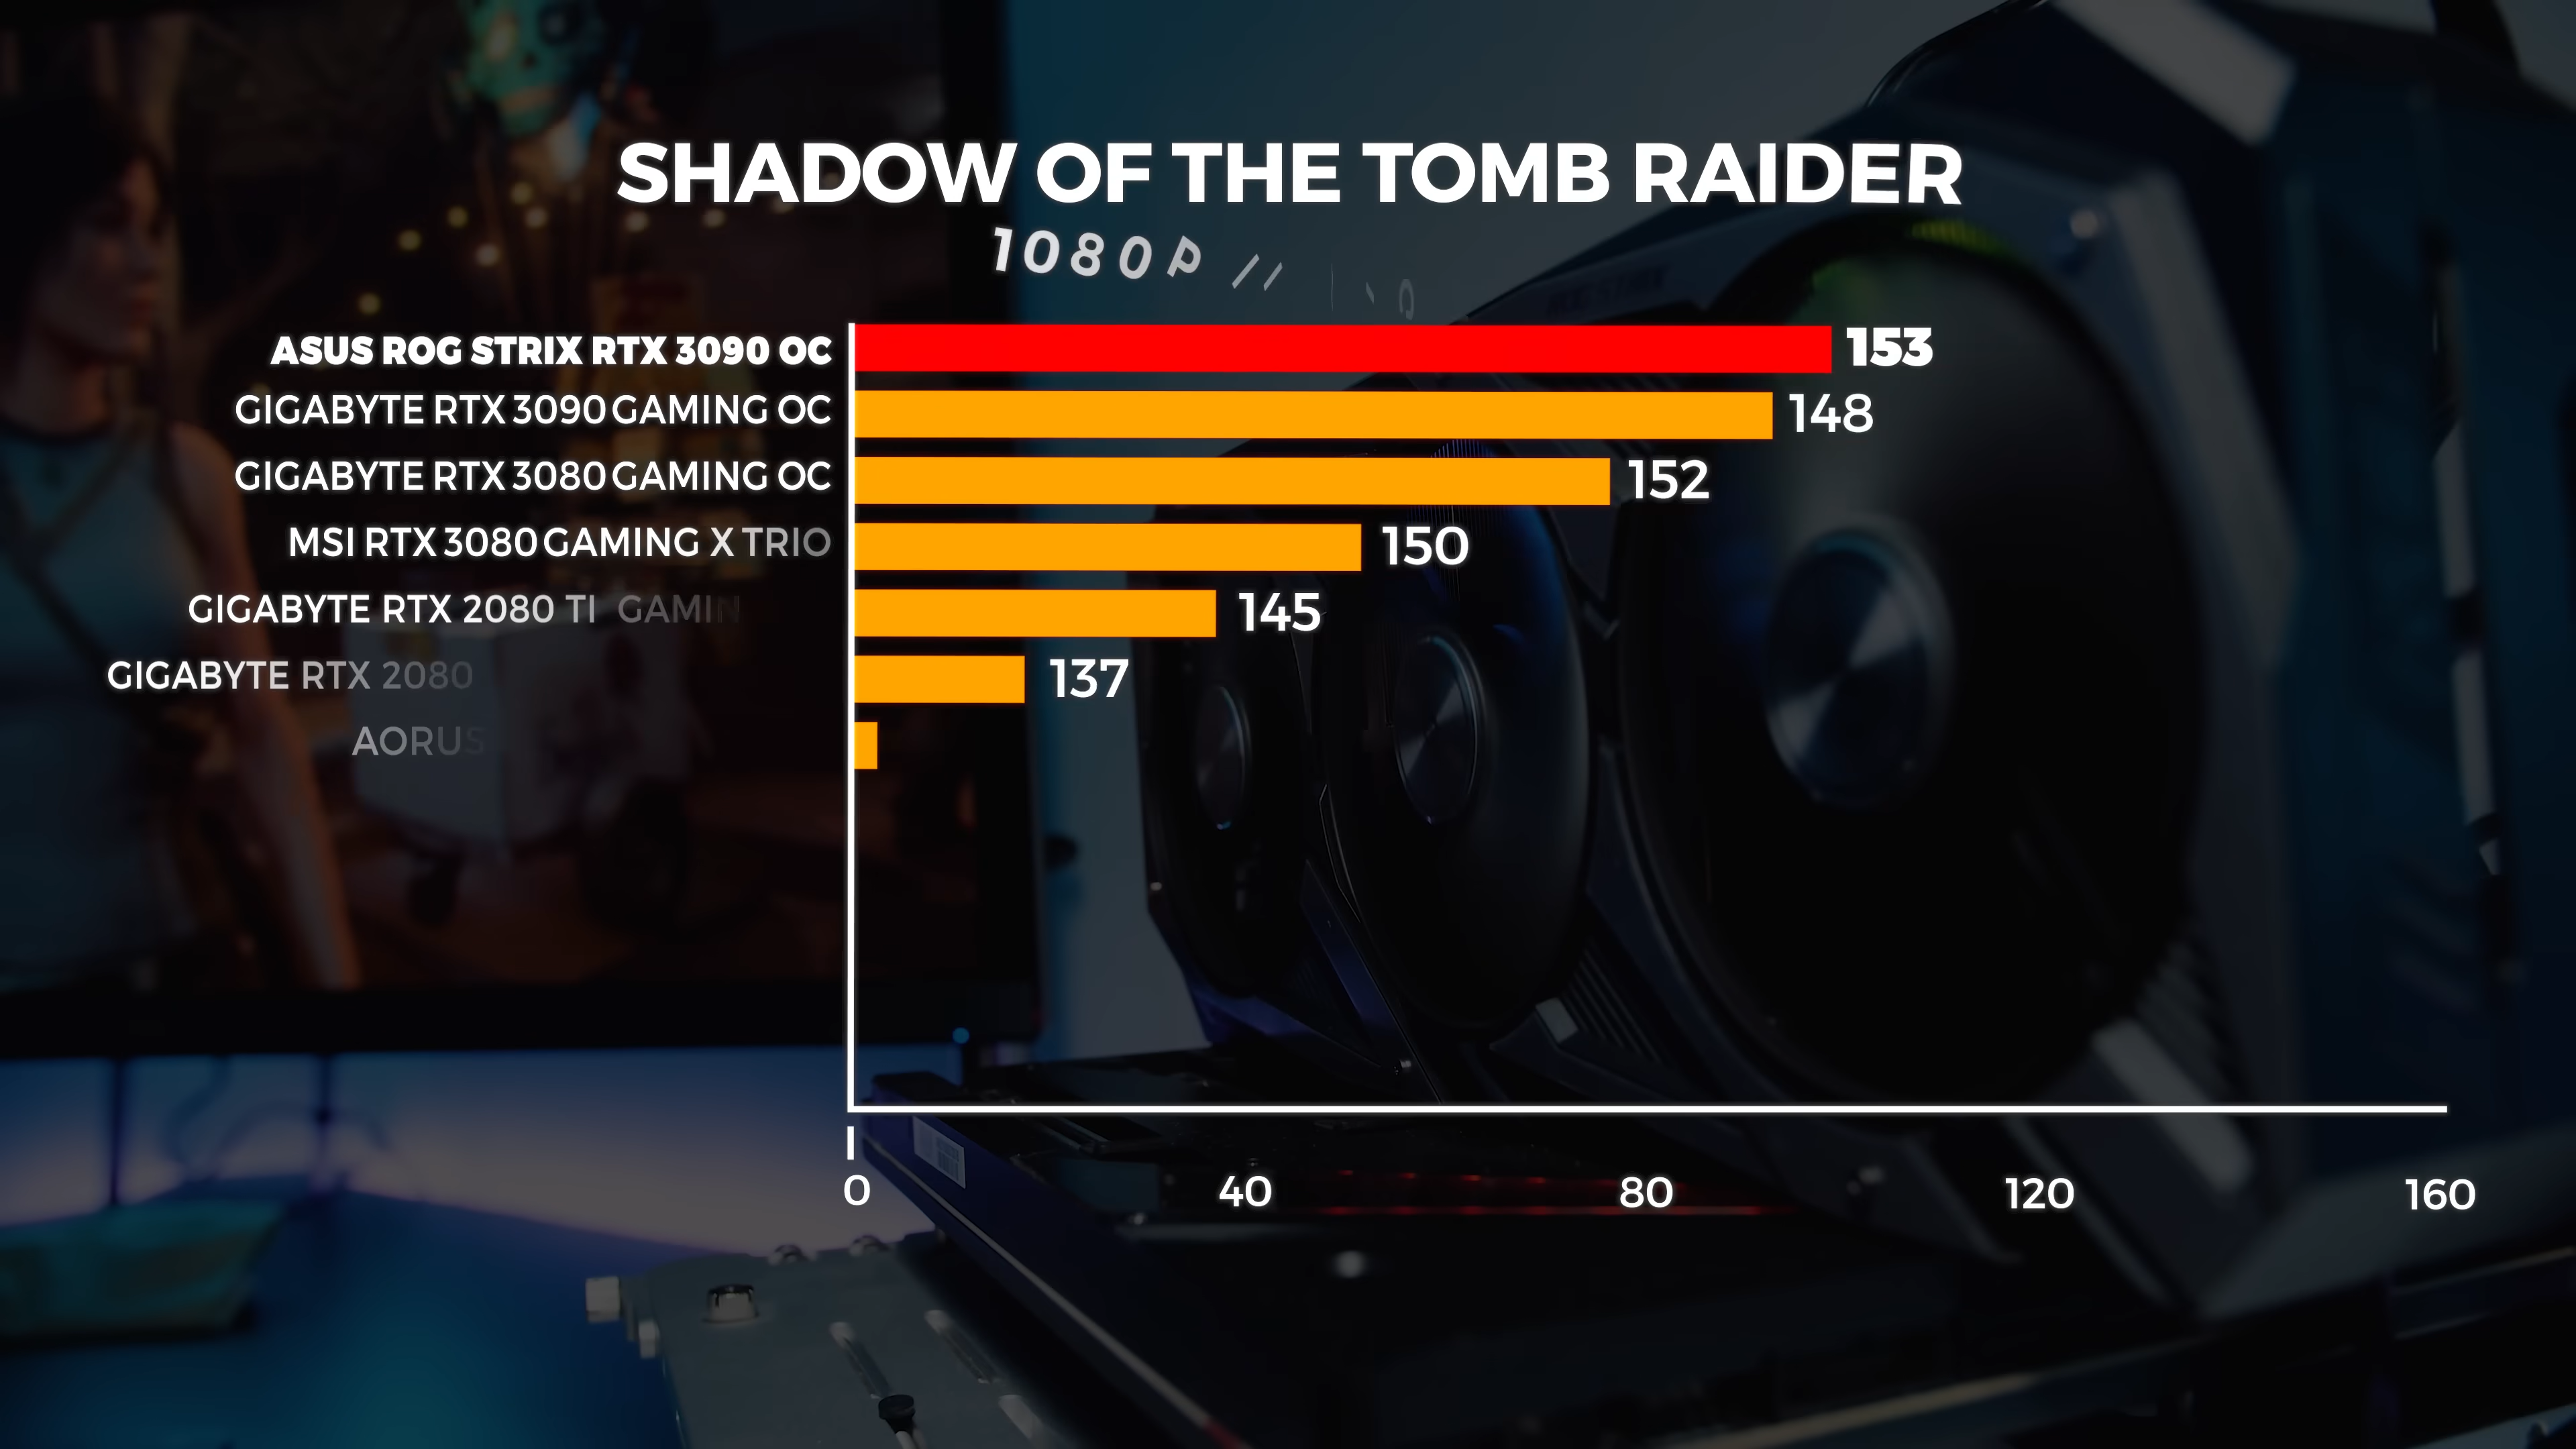 SHADOW OF THE TOMB RAIDER
1080P //
ASUS ROG STRIX RTX 3090 OC 153
GIGABYTE RTX 3090 GAMING OC 148
GIGABYTE RTX 3080 GAMING OC 152
MSI RTX 3080 GAMING X TRIO 150
GIGABYTE RTX 2080 TI GAMIN 145
GIGABYTE RTX 2080 137
AORUS
0 40 80 120 160